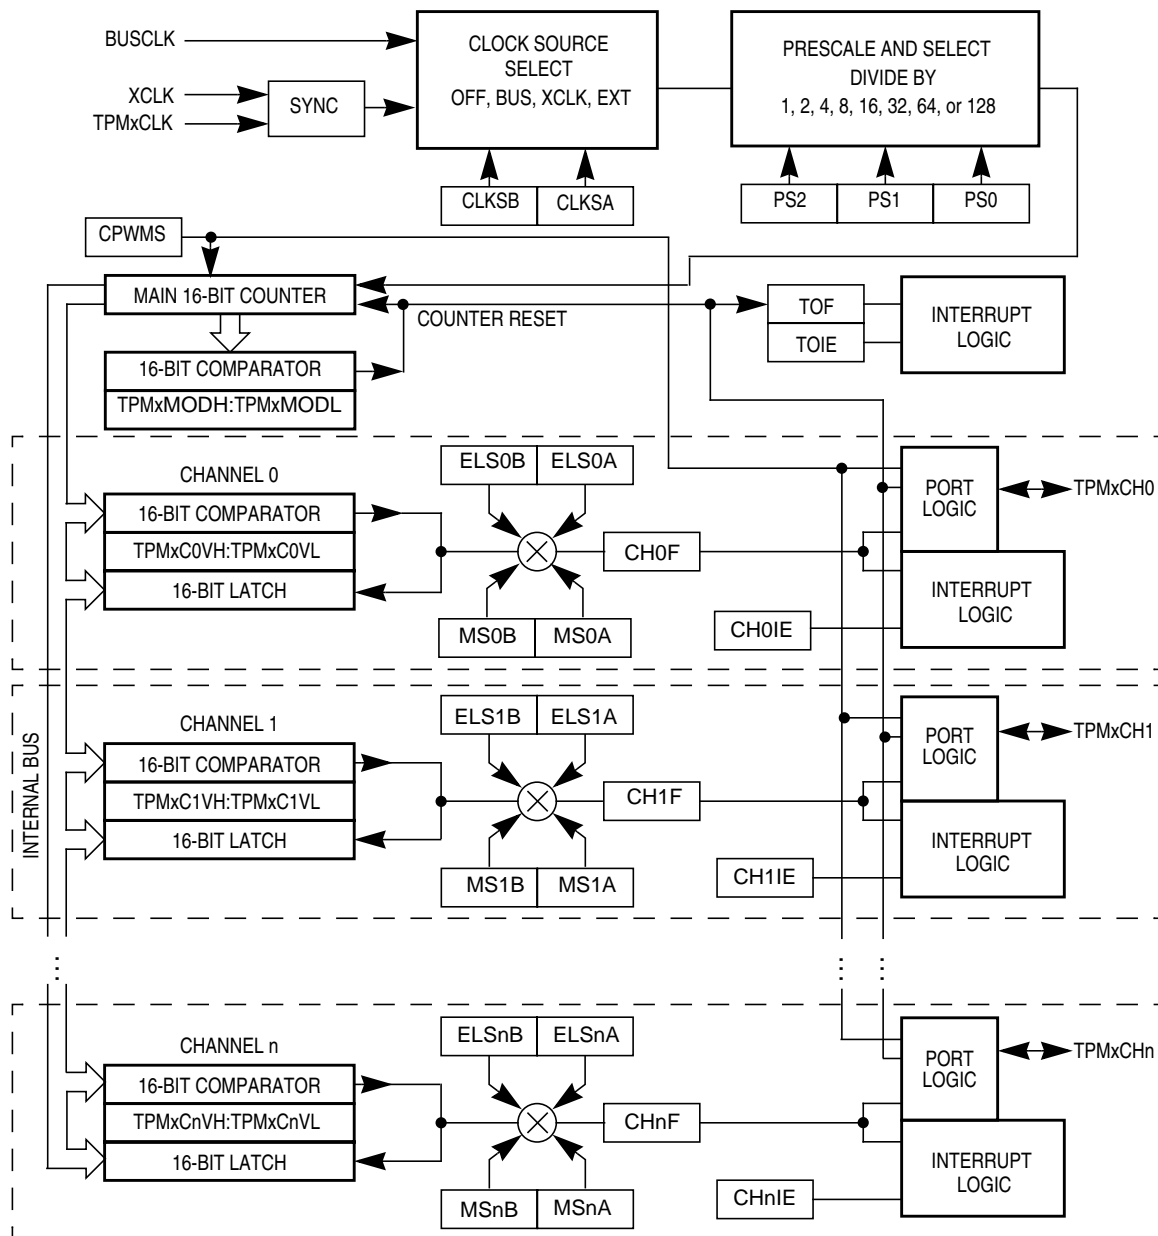 BUSCLK
CLOCK SOURCE
SELECT
OFF, BUS, XCLK, EXT
PRESCALE AND SELECT
DIVIDE BY
1, 2, 4, 8, 16, 32, 64, or 128
XCLK
TPMxCLK
SYNC
CLKSB
CLKSA
PS2
PS1
PS0
CPWMS
MAIN 16-BIT COUNTER
COUNTER RESET
TOF
TOIE
INTERRUPT
LOGIC
16-BIT COMPARATOR
TPMxMODH:TPMxMODL
INTERNAL BUS
CHANNEL 0
16-BIT COMPARATOR
TPMxC0VH:TPMxC0VL
16-BIT LATCH
ELS0B
ELS0A
MS0B
MS0A
CH0F
CH0IE
PORT
LOGIC
TPMxCH0
INTERRUPT
LOGIC
CHANNEL 1
16-BIT COMPARATOR
TPMxC1VH:TPMxC1VL
16-BIT LATCH
ELS1B
ELS1A
MS1B
MS1A
CH1F
CH1IE
PORT
LOGIC
TPMxCH1
INTERRUPT
LOGIC
CHANNEL n
16-BIT COMPARATOR
TPMxCnVH:TPMxCnVL
16-BIT LATCH
ELSnB
ELSnA
MSnB
MSnA
CHnF
CHnIE
PORT
LOGIC
TPMxCHn
INTERRUPT
LOGIC